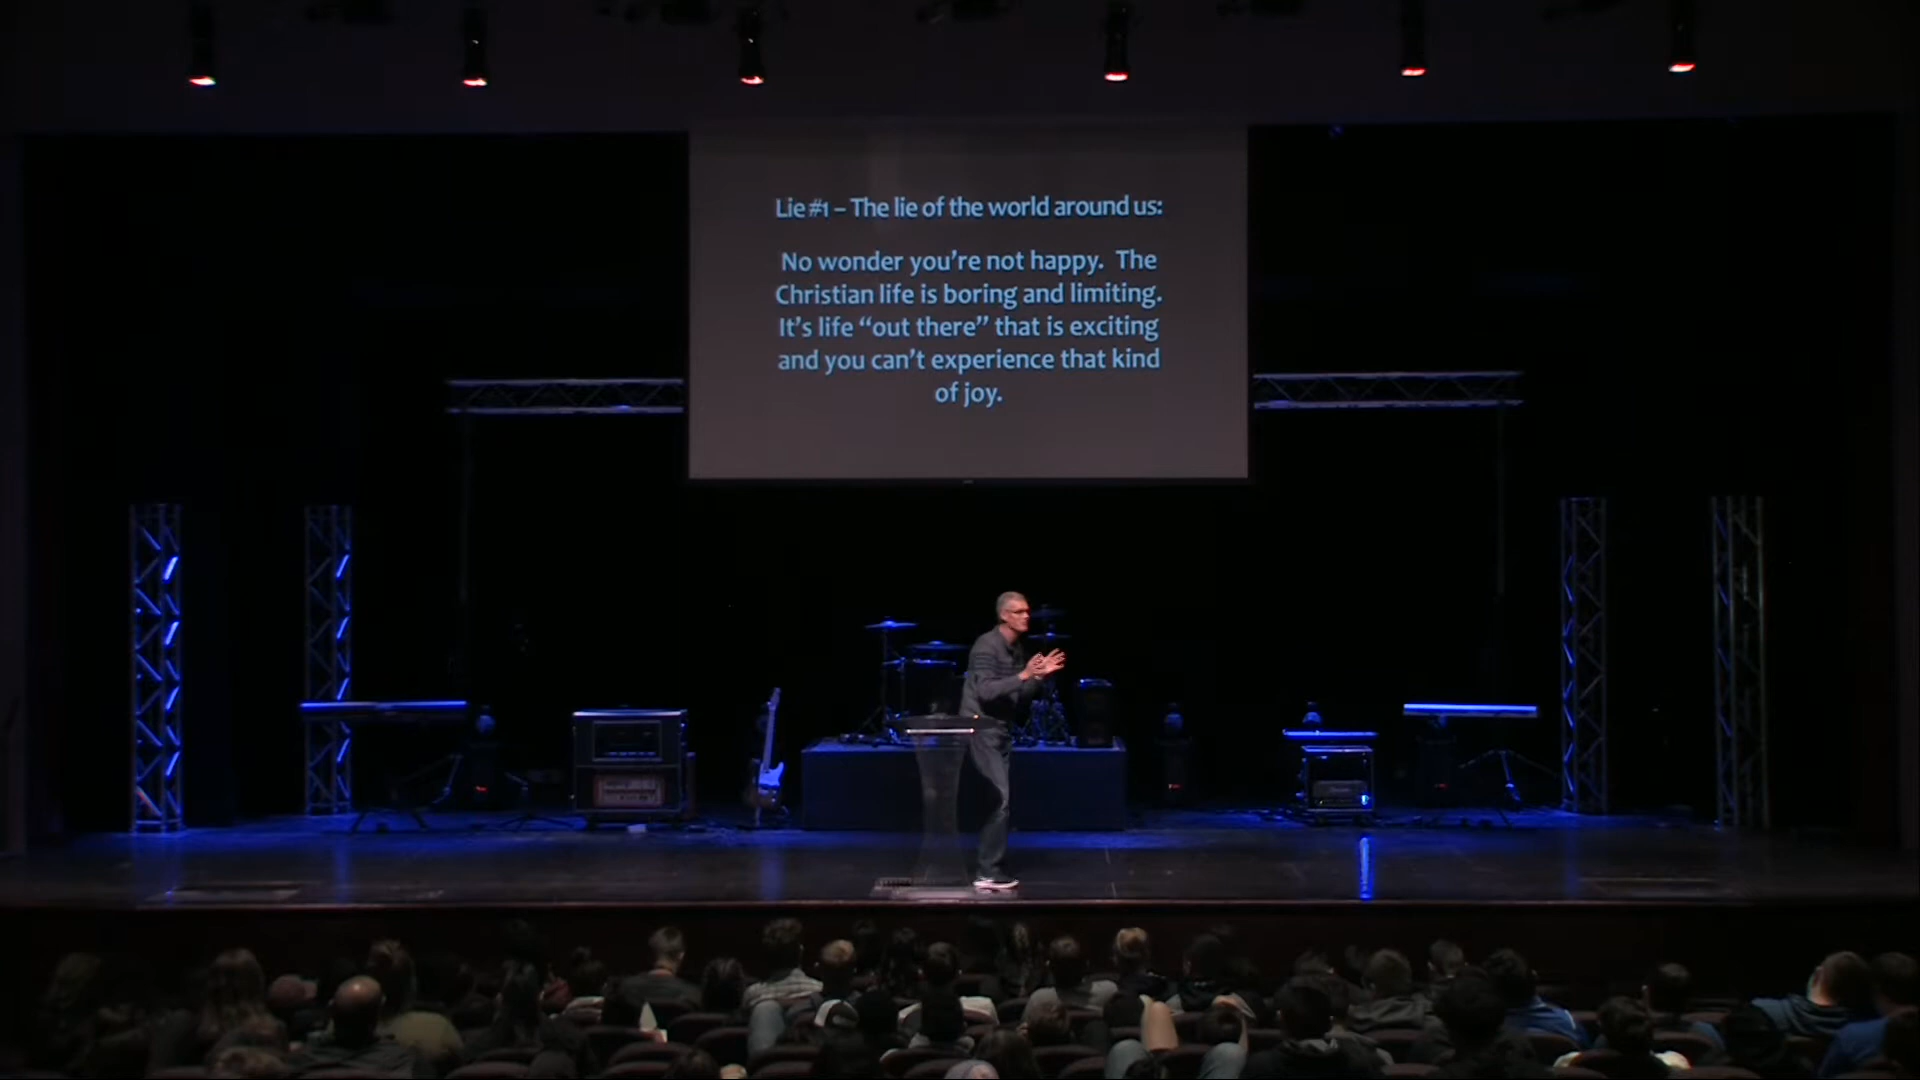 Lie #1 – The lie of the world around us:
No wonder you’re not happy.  The
Christian life is boring and limiting.
It’s life “out there” that is exciting
and you can’t experience that kind
of joy.